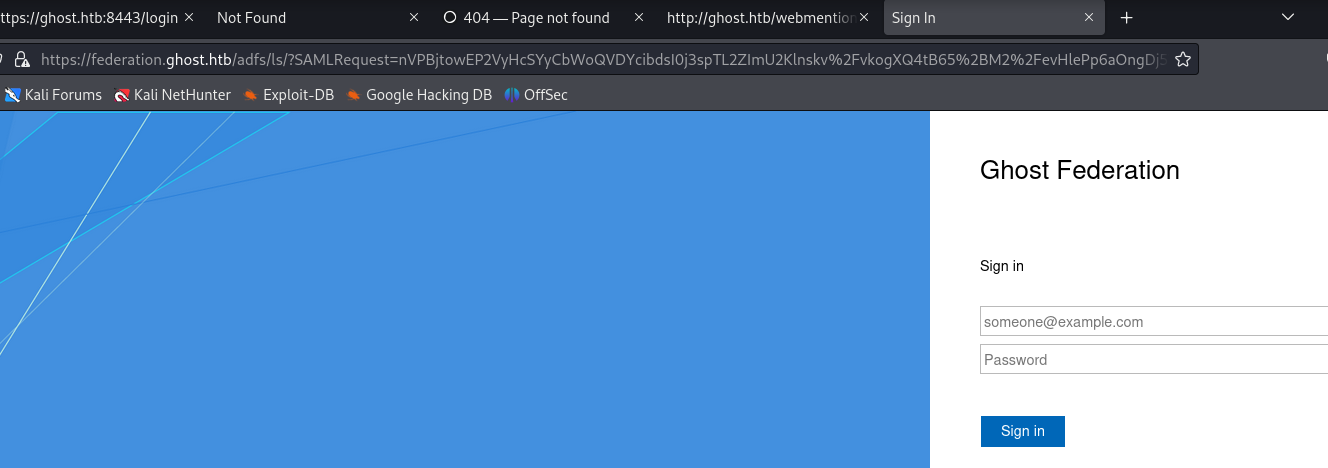 ttps://ghost.htb:8443/login
Not Found
404 — Page not found
http://ghost.htb/webmention
Sign In
https://federation.ghost.htb/adfs/ls/?SAMLRequest=nVPBjtowEP2VyHcSYyCbWoQVDYcibdsI0j3spTL2ZImU2Klnskv%2FvkogXQ4tB65%2BM2%2FevHlePp6aOngDj5
Kali Forums Kali NetHunter Exploit-DB Google Hacking DB OffSec
Ghost Federation
Sign in
someone@example.com
Password
Sign in